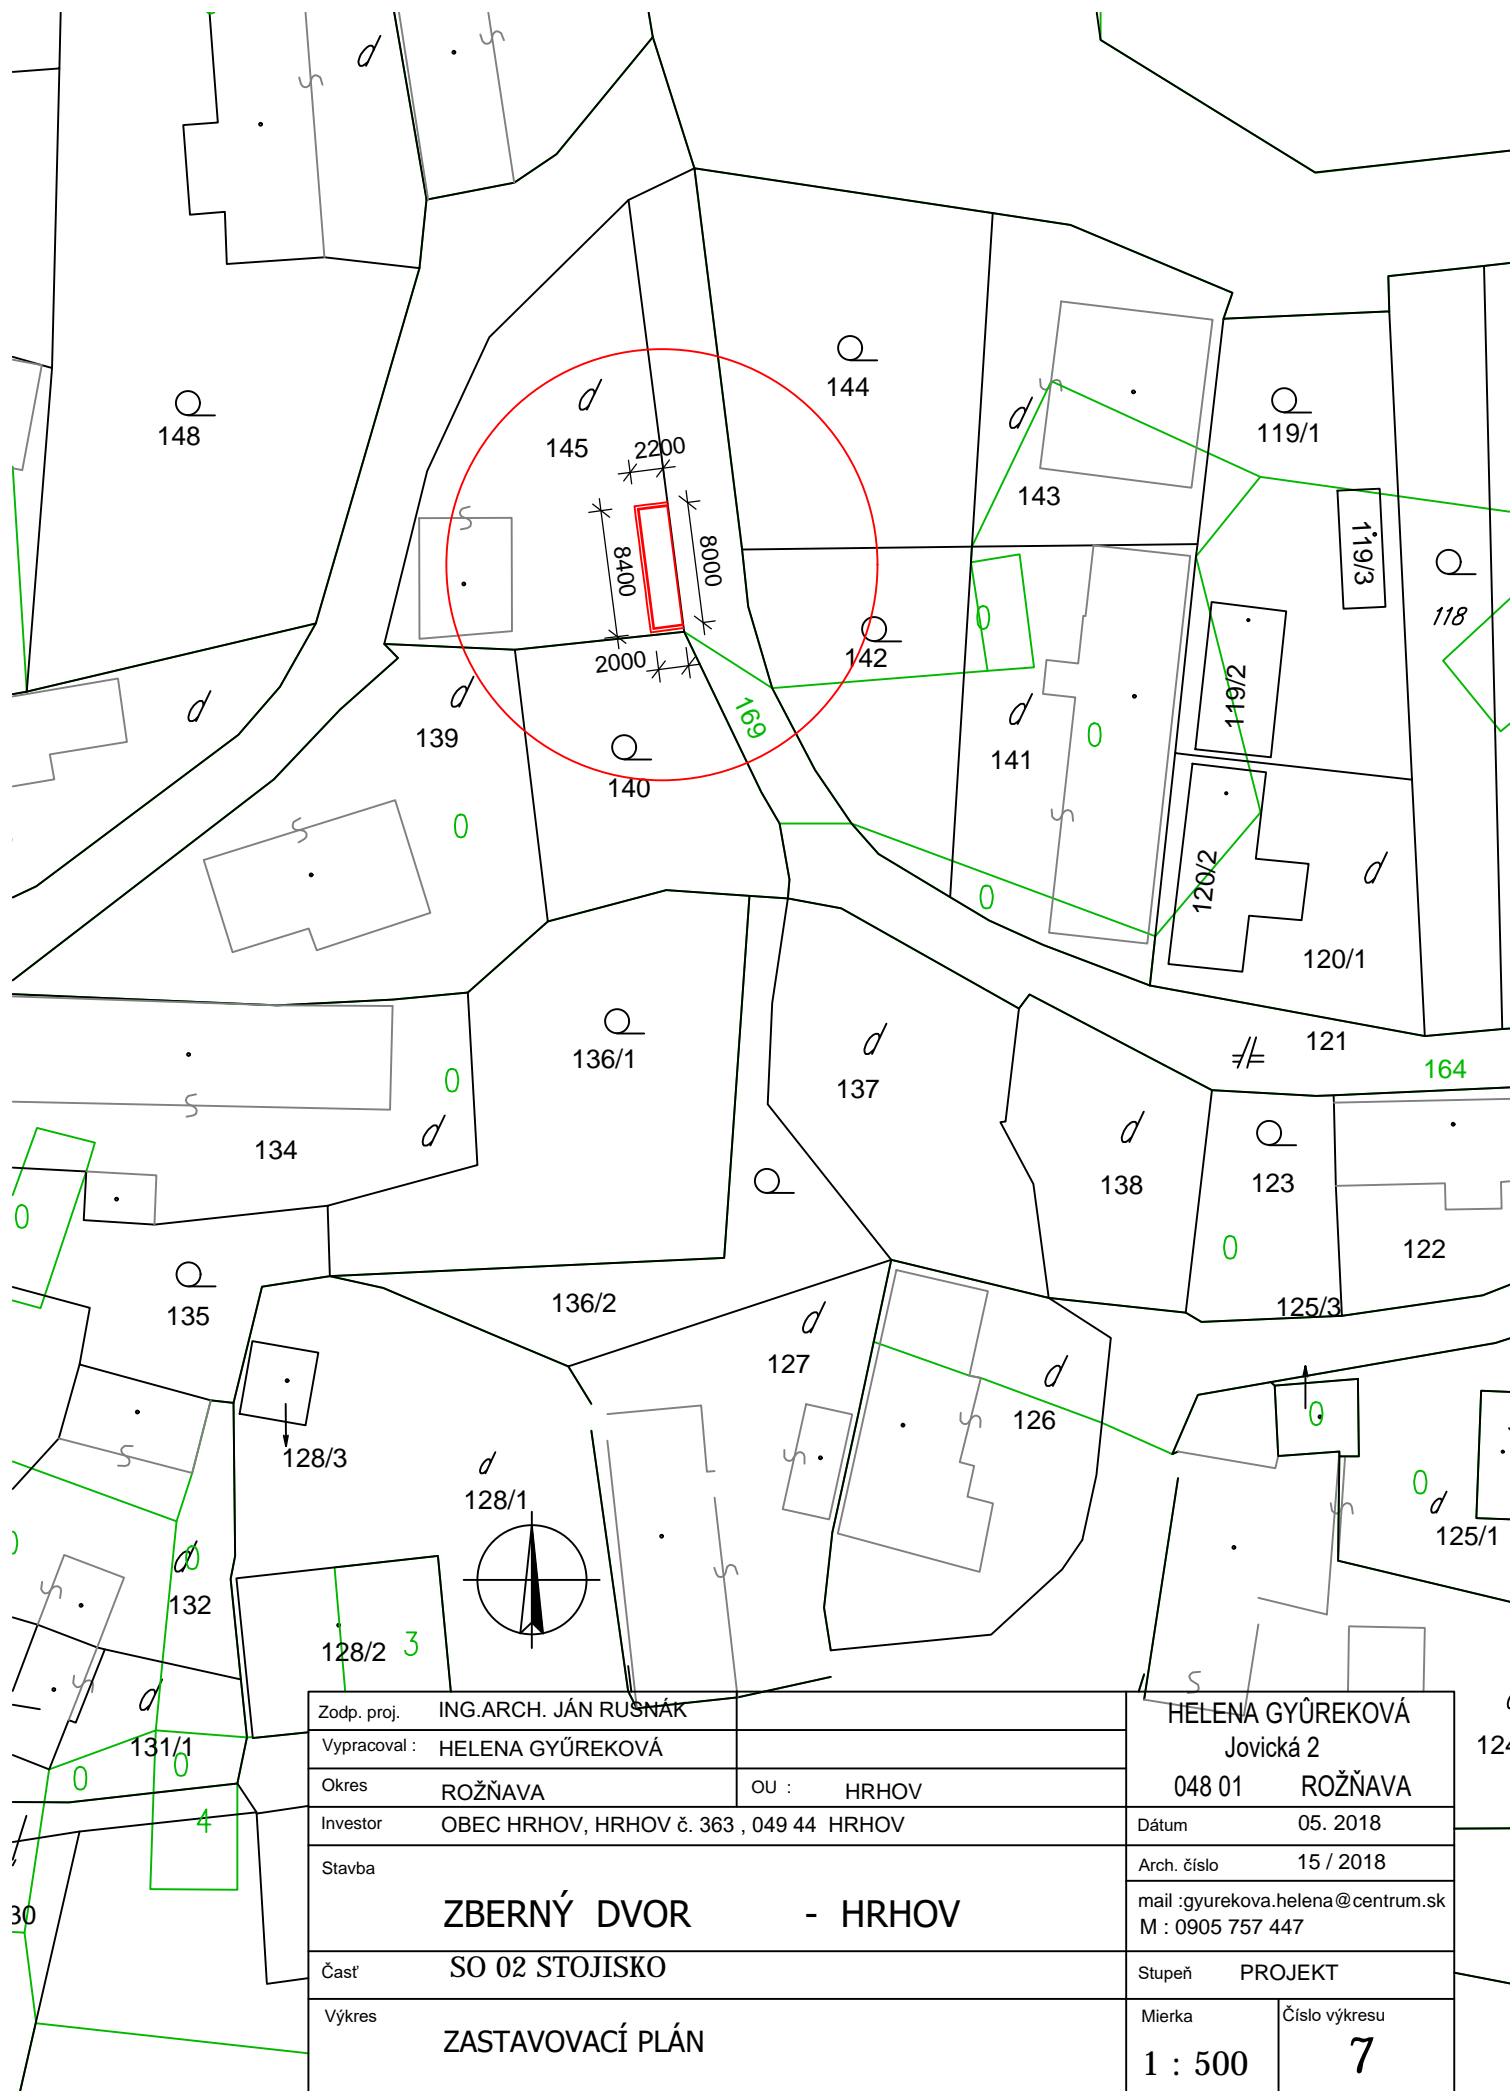 148
145
2200
144
143
119/1
119/3
118
8400
8000
2000
142
119/2
139
169
141
140
120/2
120/1
136/1
137
121
164
134
138
123
122
135
136/2
125/3
127
126
128/3
128/1
125/1
132
128/2
3
131/1
4
Zodp. proj. ING.ARCH. JÁN RUSNÁK
Vypracoval : HELENA GYŰREKOVÁ
Okres ROŽŇAVA OU : HRHOV
Investor OBEC HRHOV, HRHOV č. 363 , 049 44 HRHOV
Stavba
ZBERNÝ DVOR - HRHOV
Časť SO 02 STOJISKO
Výkres
ZASTAVOVACÍ PLÁN
HELENA GYÛREKOVÁ
Jovická 2
048 01 ROŽŇAVA
Dátum 05. 2018
Arch. číslo 15 / 2018
mail :gyurekova.helena@centrum.sk
M : 0905 757 447
Stupeň PROJEKT
Mierka Číslo výkresu
1 : 500 7